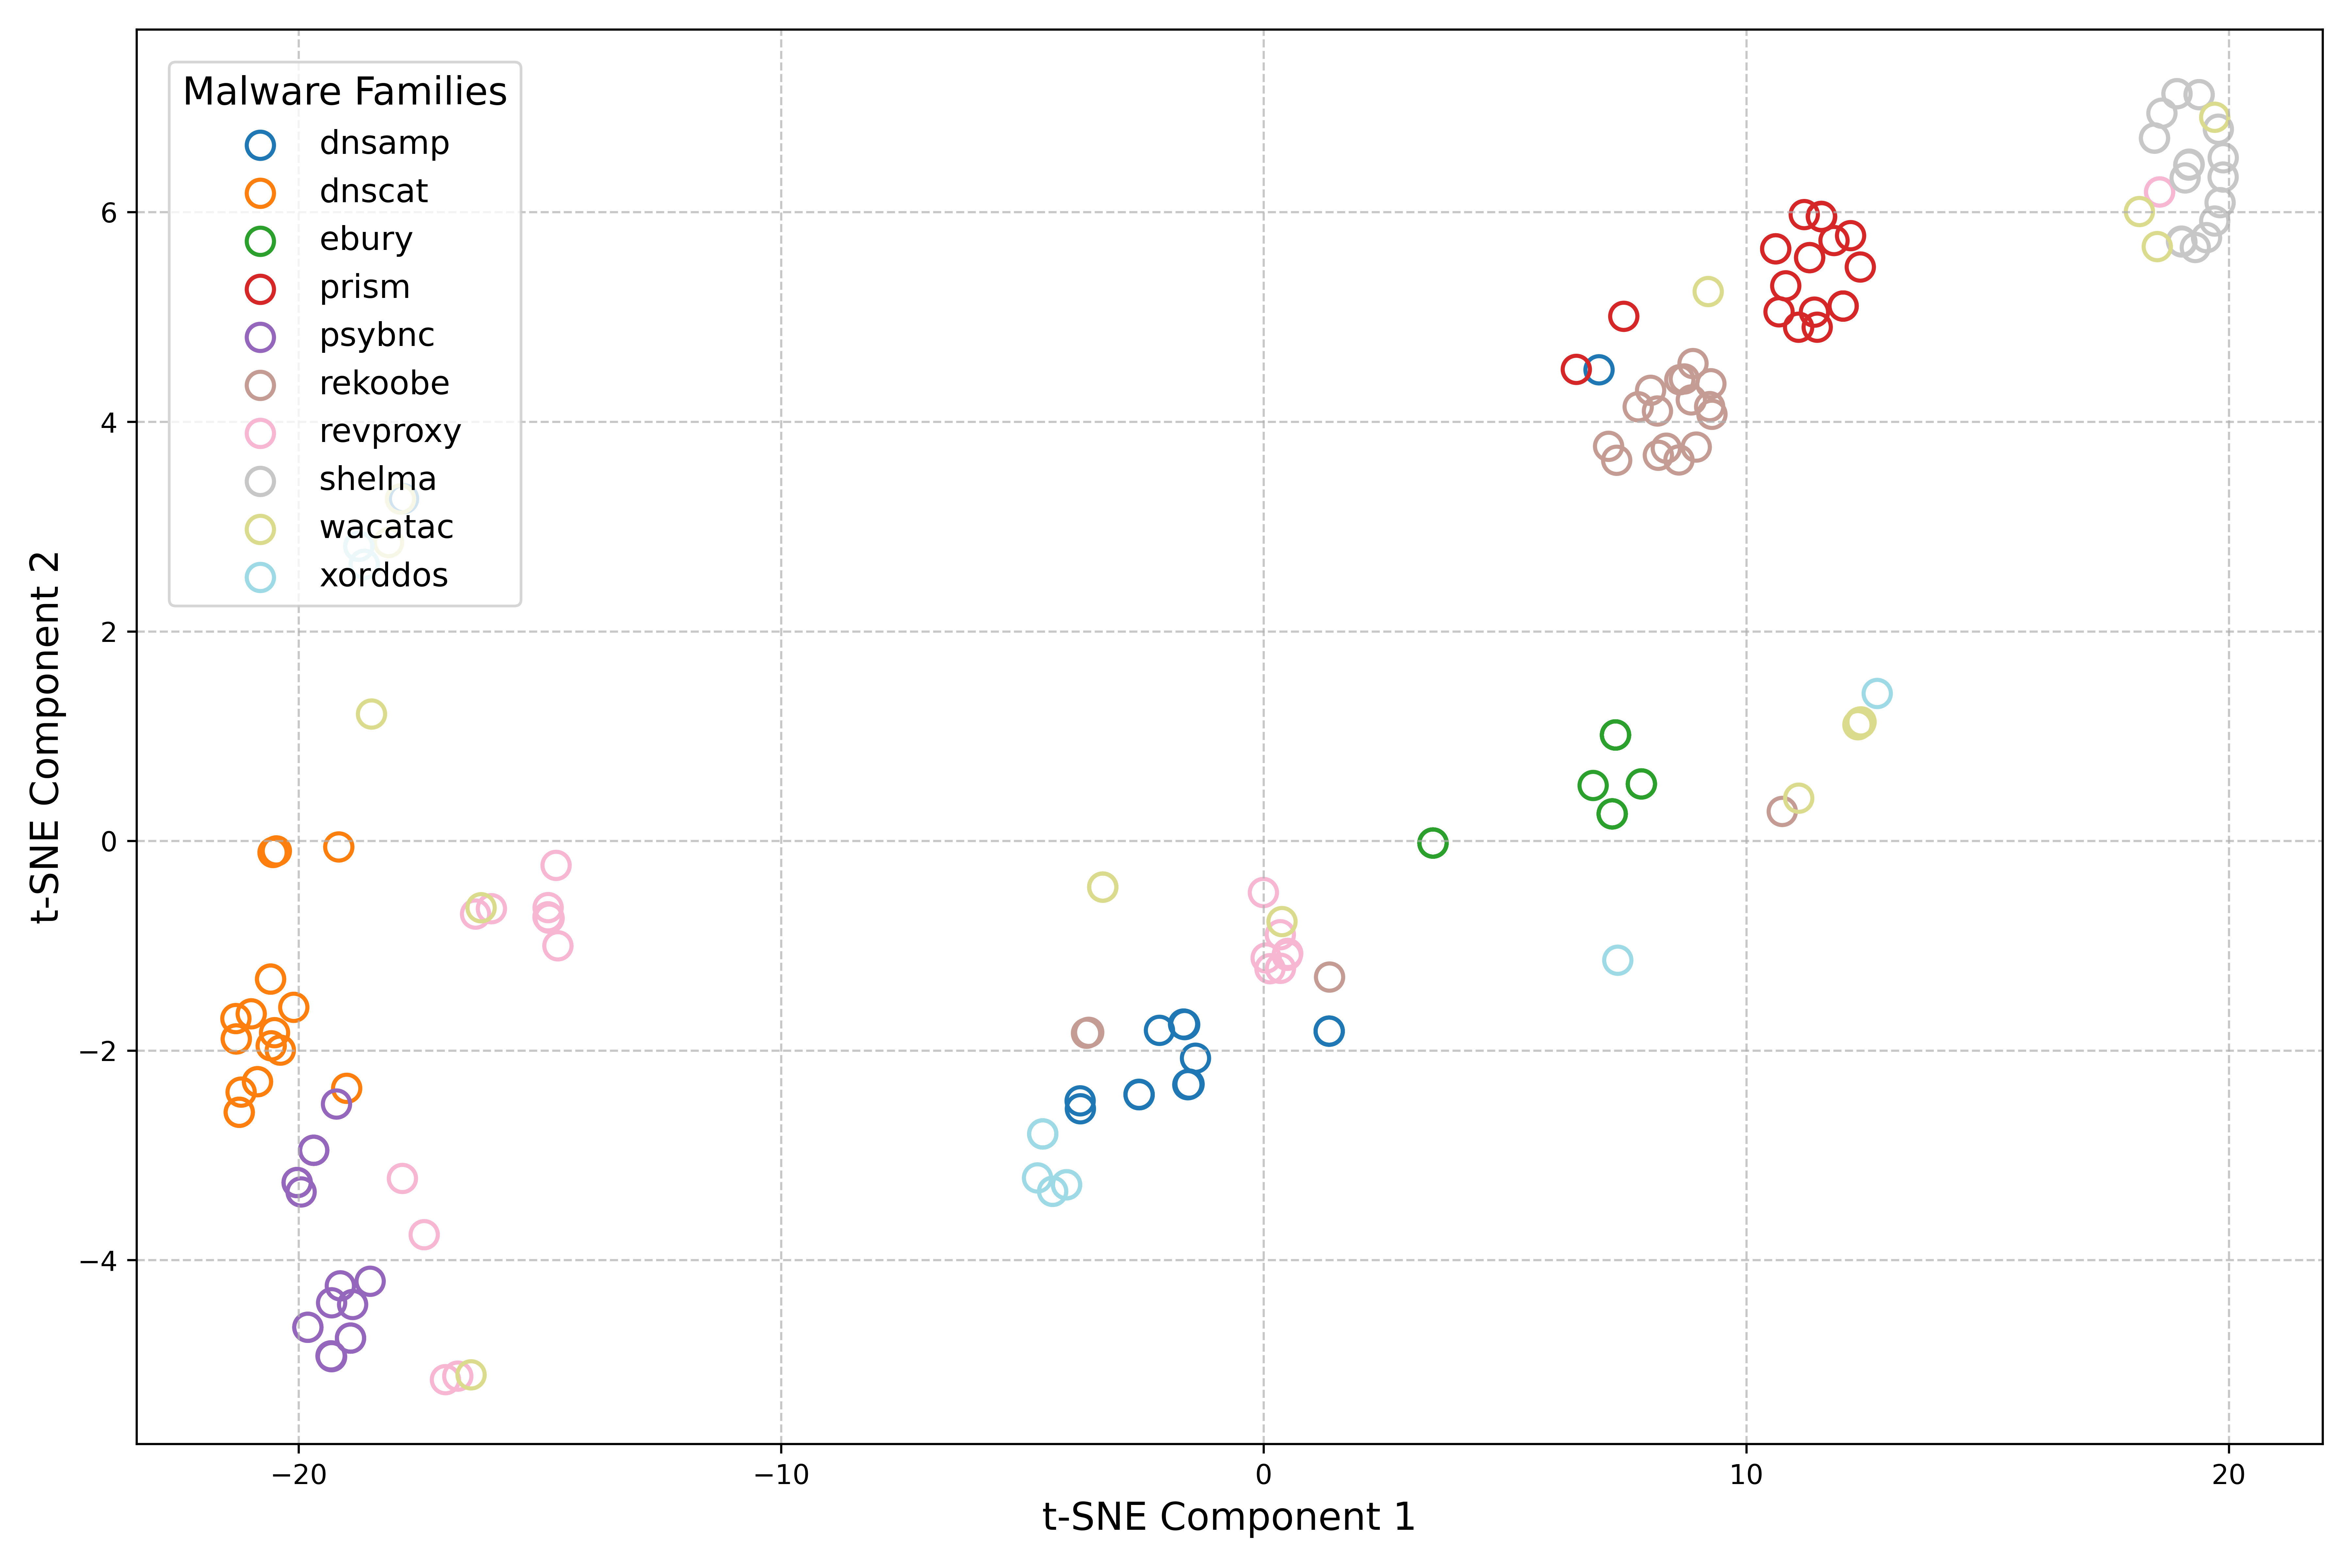 Malware Families
dnsamp
dnscat
ebury
prism
psybnc
rekoobe
revproxy
shelma
wacatac
xorddos
6
4
2
0
−2
−4
t-SNE Component 2
−20
−10
0
10
20
t-SNE Component 1